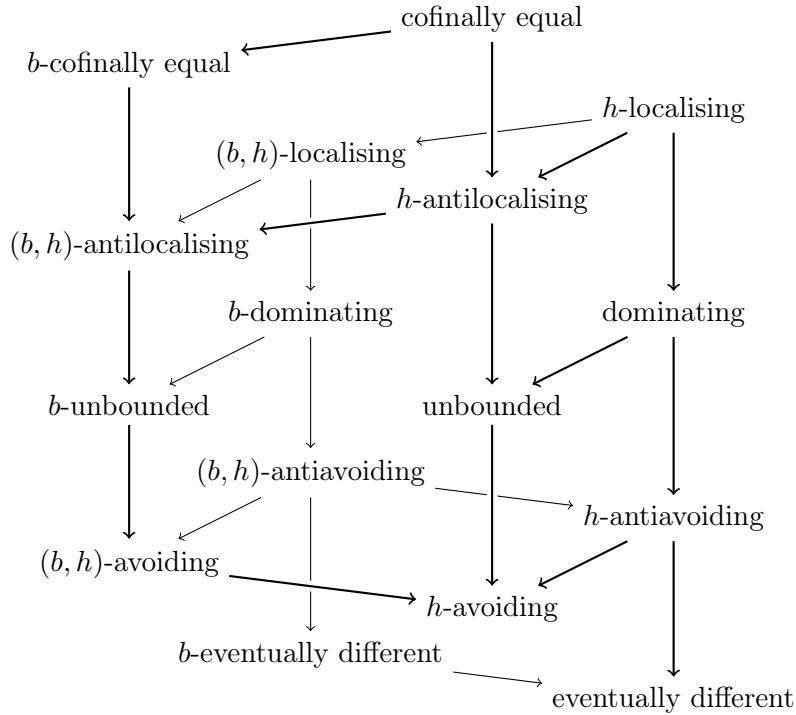 cofinally equal
b-cofinally equal
h-localising
(b, h)-localising
h-antilocalising
(b, h)-antilocalising
b-dominating
dominating
b-unbounded
unbounded
(b, h)-antiavoiding
h-antiavoiding
(b, h)-avoiding
h-avoiding
b-eventually different
eventually different